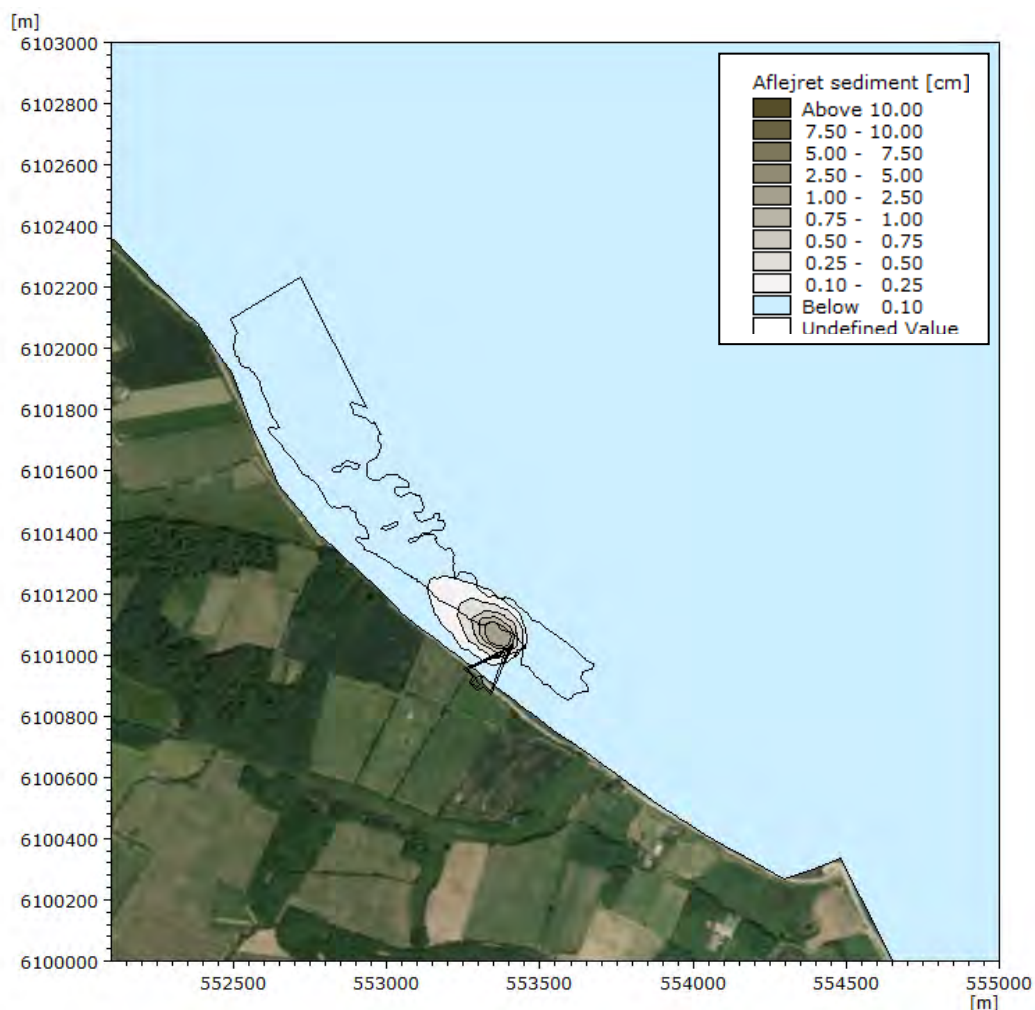 [m]
6103000
6102800
6102600
6102400
6102200
6102000
6101800
6101600
6101400
6101200
6101000
6100800
6100600
6100400
6100200
6100000
Aflejret sediment [cm]
Above 10.00
7.50 - 10.00
5.00 - 7.50
2.50 - 5.00
1.00 - 2.50
0.75 - 1.00
0.50 - 0.75
0.25 - 0.50
0.10 - 0.25
Below 0.10
Undefined Value
552500 553000 553500 554000 554500 555000
[m]